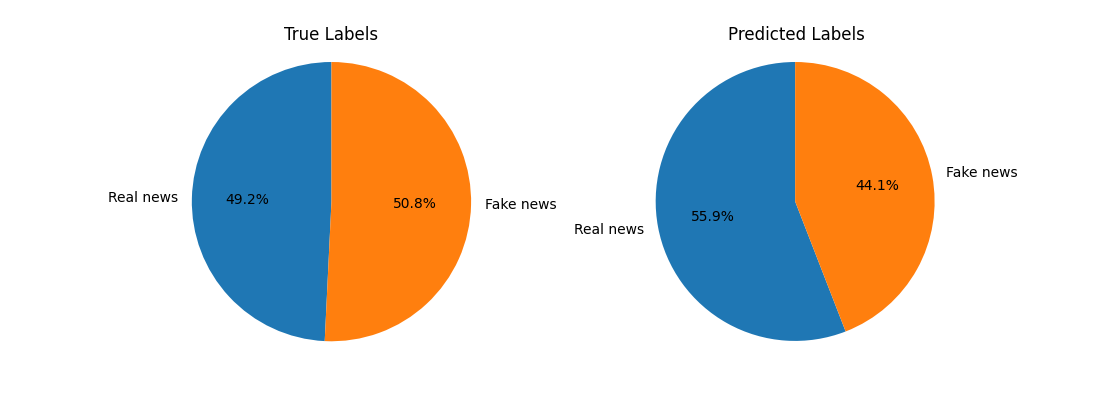 True Labels
Real news
49.2%
50.8%
Fake news
Predicted Labels
Real news
55.9%
44.1%
Fake news